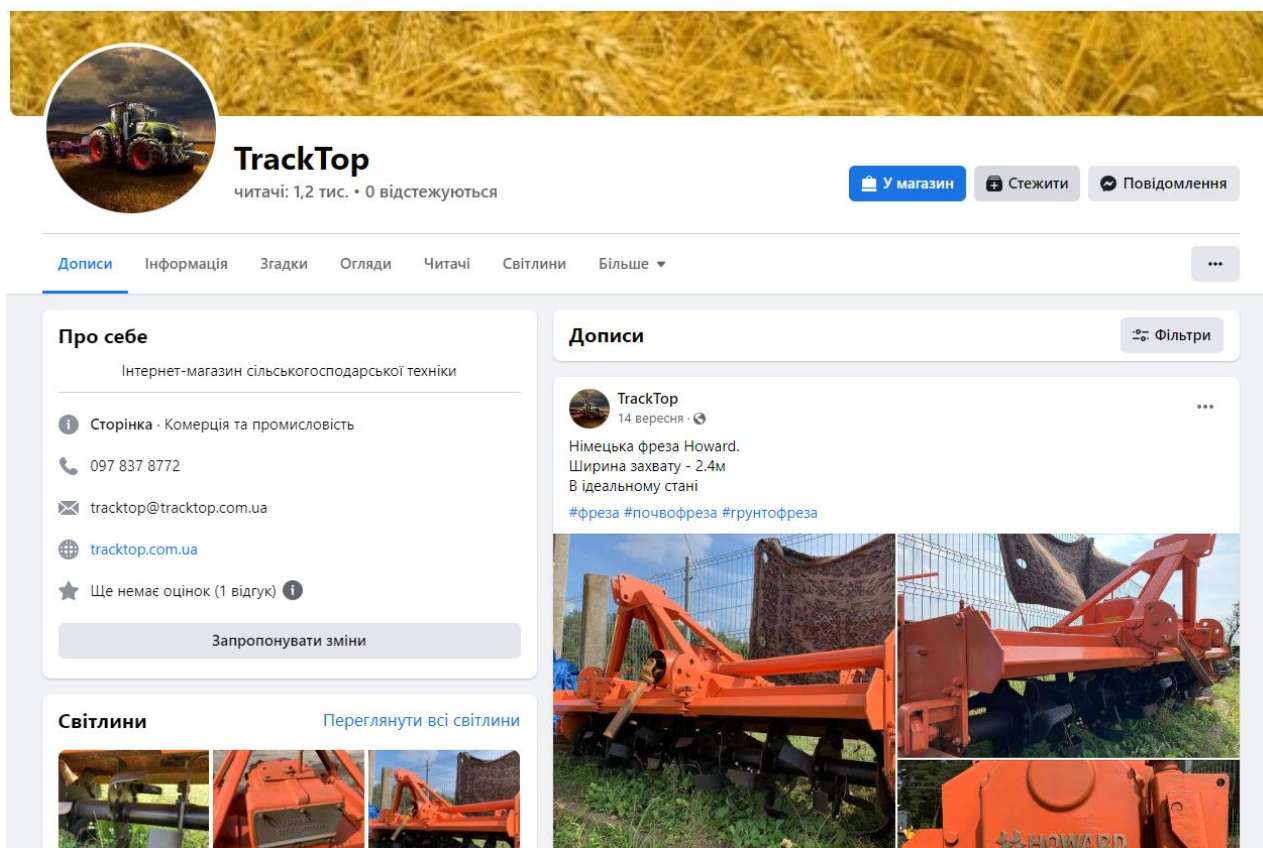 TrackTop
читачі: 1,2 тис. • 0 відстежуються
У магазин
Стежити
Повідомлення
Дописи
Інформація
Згадки
Огляди
Читачі
Світлини
Більше
Про себе
Інтернет-магазин сільськогосподарської техніки
Сторінка · Комерція та промисловість
097 837 8772
tracktop@tracktop.com.ua
tracktop.com.ua
Ще немає оцінок (1 відгук)
Запропонувати зміни
Світлини
Переглянути всі світлини
Дописи
Фільтри
TrackTop
14 вересня ·
Німецька фреза Howard.
Ширина захвату - 2.4м
В ідеальному стані
#фреза #почвофреза #грунтофреза
HOWARD